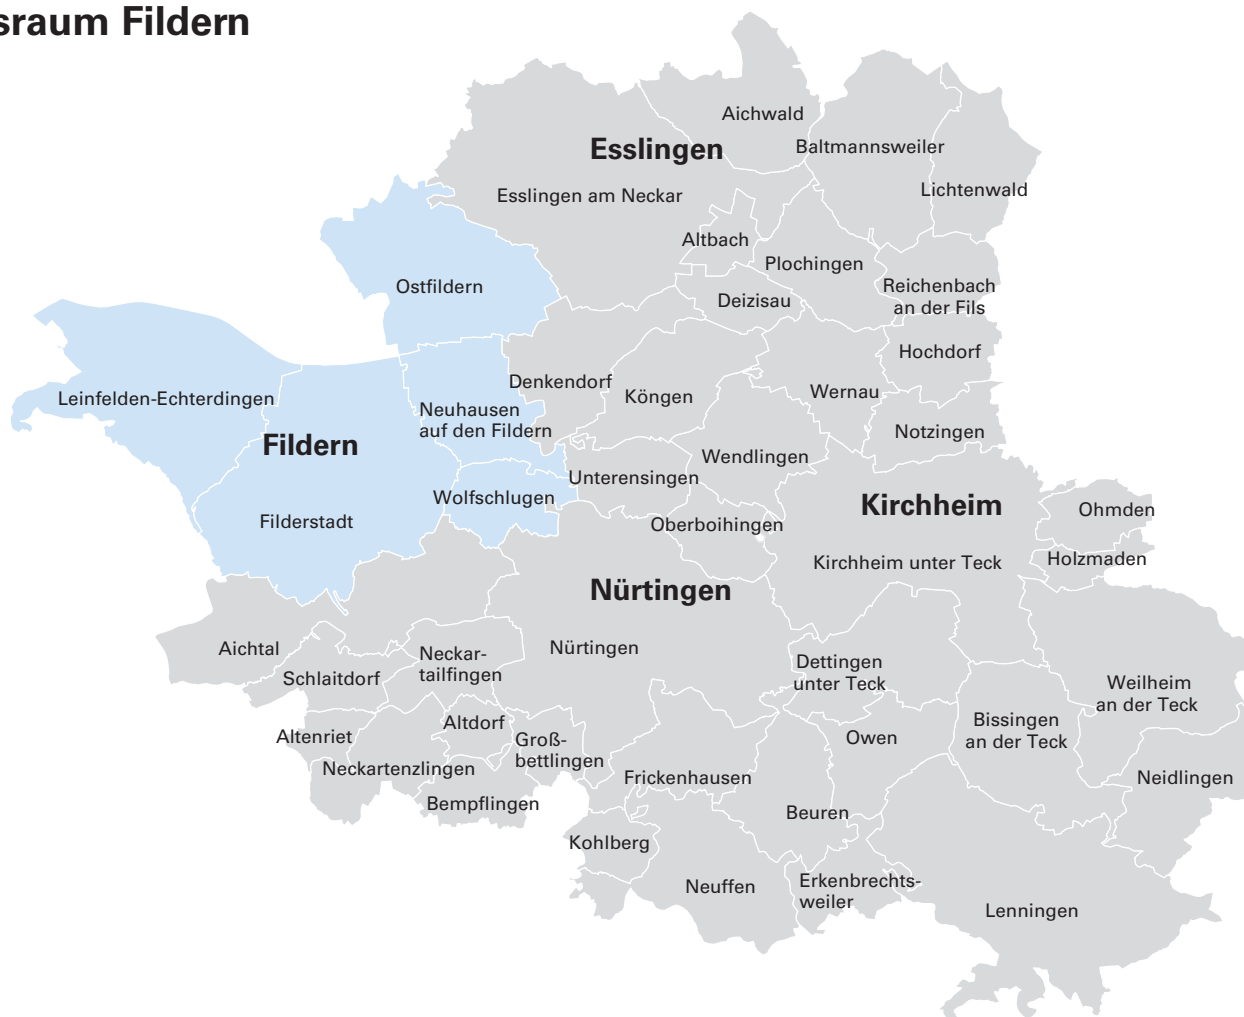 sraum Fildern
Aichwald
Esslingen
Baltmannsweiler
Lichtenwald
Esslingen am Neckar
Altbach
Plochingen
Ostfildern
Deizisau
Reichenbach
an der Fils
Hochdorf
Denkendorf
Leinfelden-Echterdingen
Köngen
Wernau
Neuhausen
auf den Fildern
Fildern
Notzingen
Wendlingen
Unterensingen
Wolfschlugen
Kirchheim
Ohmden
Filderstadt
Oberboihingen
Kirchheim unter Teck
Holzmaden
Nürtingen
Aichtal
Nürtingen
Neckar-
tailfingen
Schlaitdorf
Dettingen
unter Teck
Weilheim
an der Teck
Altdorf
Bissingen
an der Teck
Altenriet
Groß-
bettlingen
Owen
Neckartenzlingen
Frickenhausen
Neidlingen
Bempflingen
Beuren
Kohlberg
Neuffen
Erkenbrechts-
weiler
Lenningen